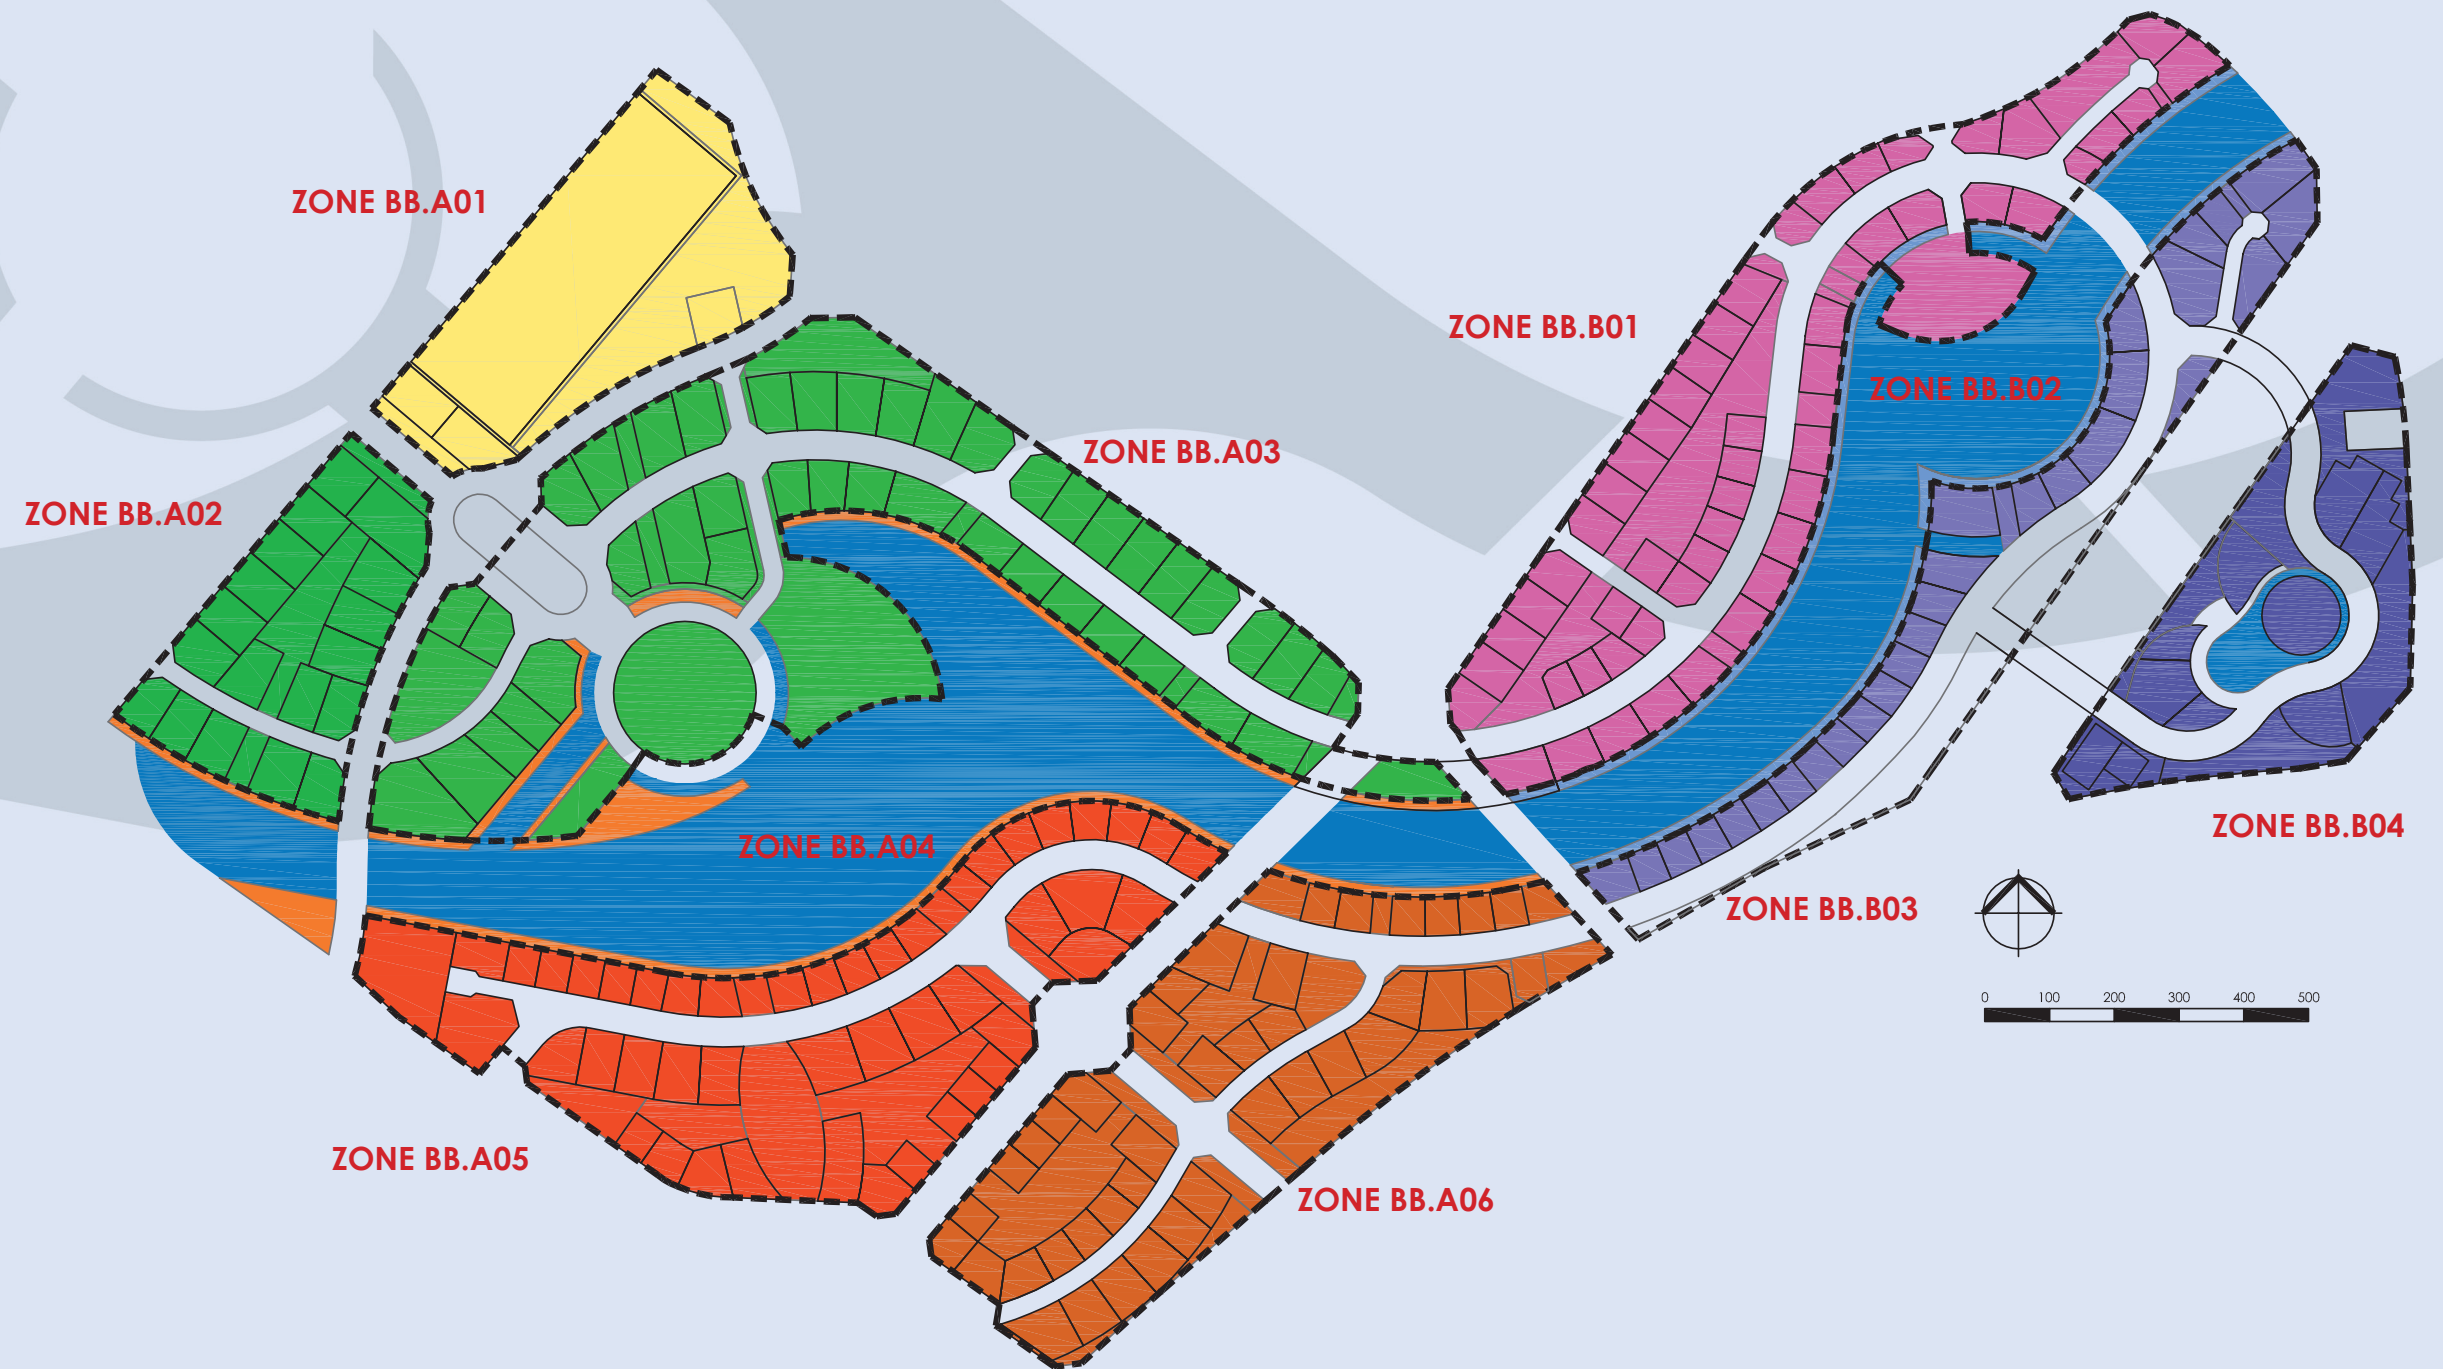 ZONE BB.A01
ZONE BB.B01
ZONE BB.B02
ZONE BB.A03
ZONE BB.A02
ZONE BB.B04
ZONE BB.A04
ZONE BB.B03
0 100 200 300 400 500
ZONE BB.A05
ZONE BB.A06